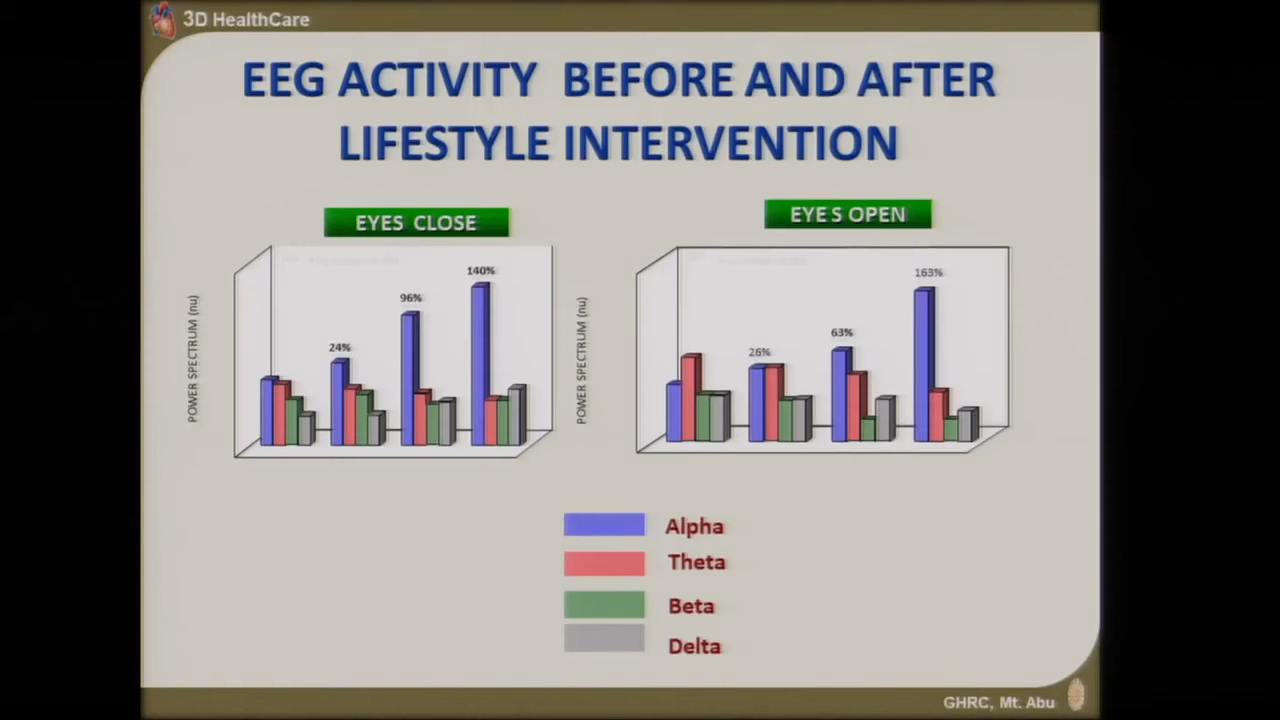 3D HealthCare
EEG ACTIVITY BEFORE AND AFTER
LIFESTYLE INTERVENTION
EYES CLOSE
EYES OPEN
POWER SPECTRUM (nu)
24%
96%
140%
POWER SPECTRUM (nu)
26%
63%
163%
Alpha
Theta
Beta
Delta
GHRC, Mt. Abu